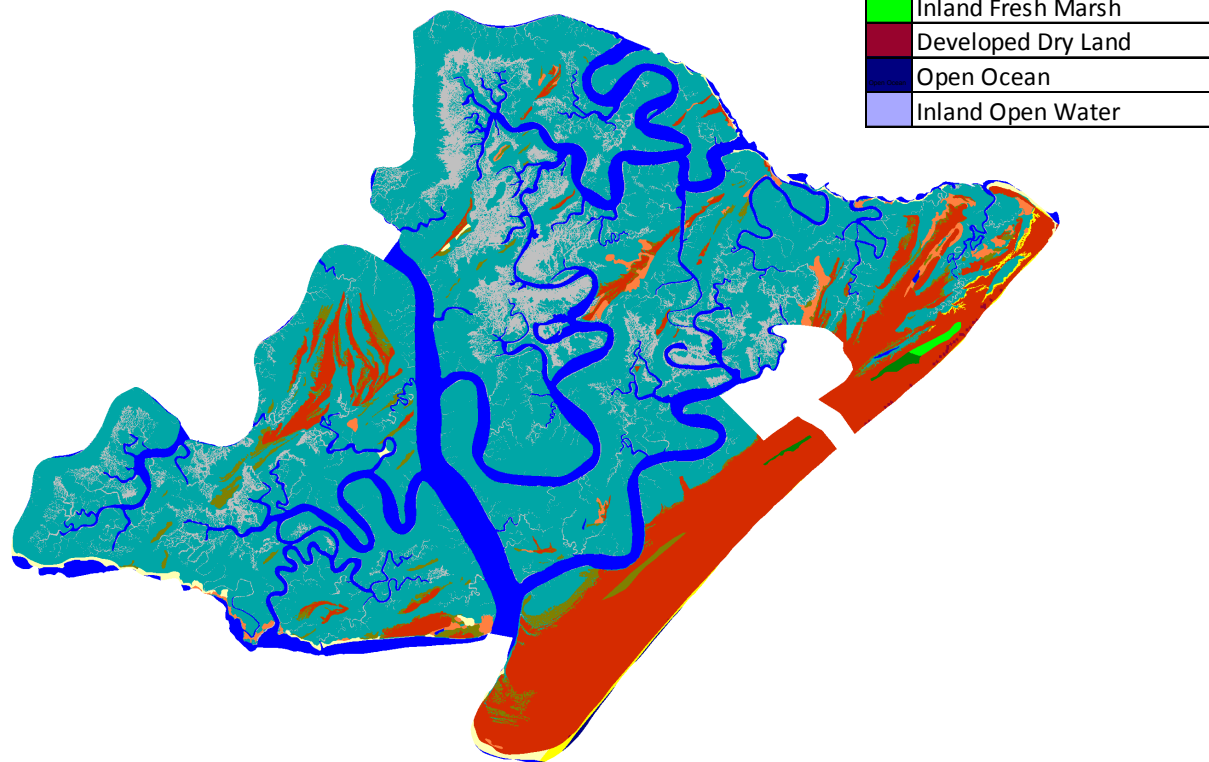 Inland Fresh Marsh
Developed Dry Land
Open Ocean
Inland Open Water